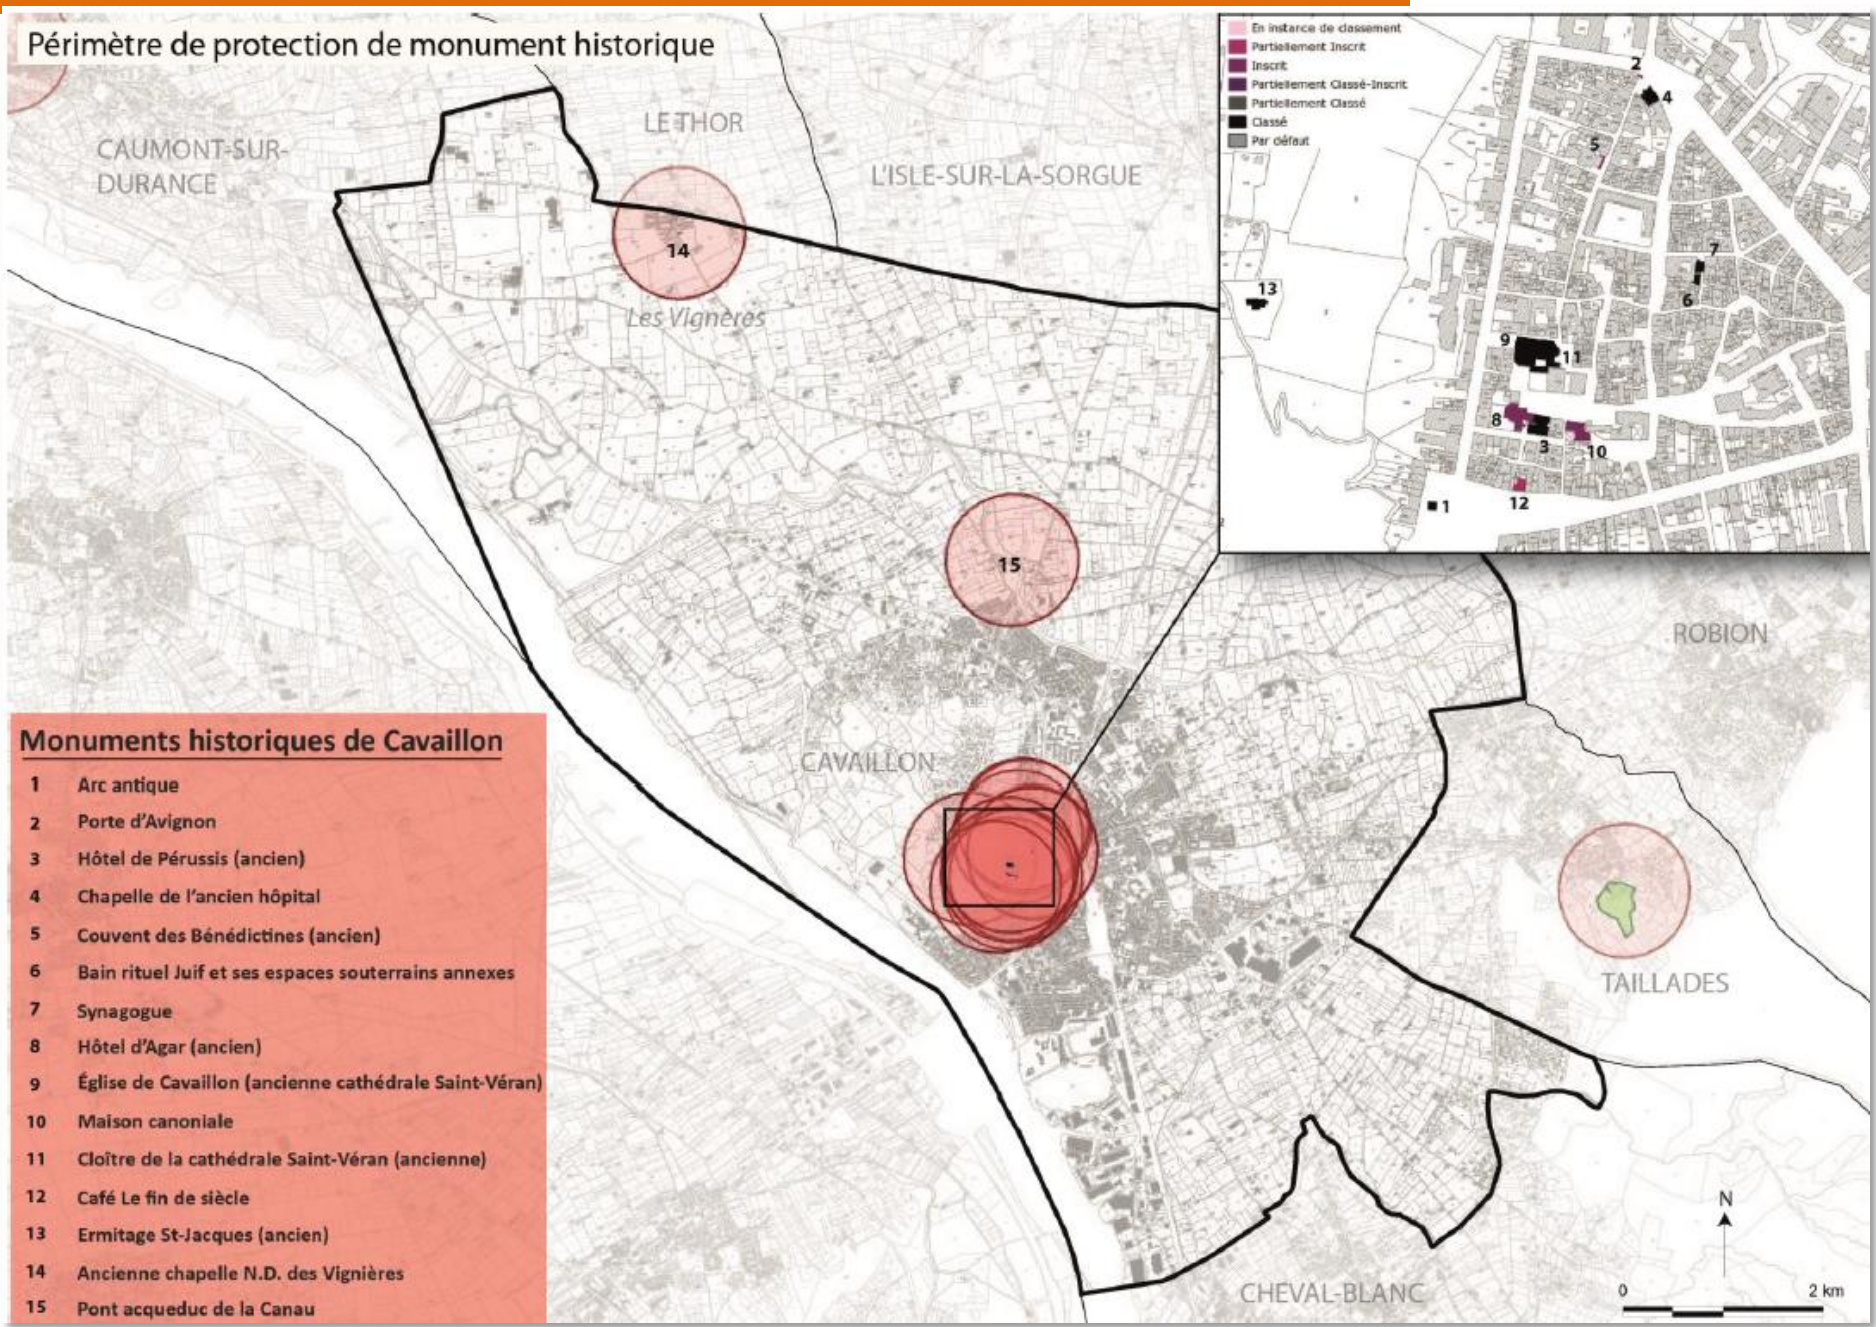 Périmètre de protection de monument historique
CAUMONT-SUR-
DURANCE
LE THOR
L'ISLE-SUR-LA-SORGUE
14
Les Vignères
15
CAVAILLON
ROBION
TAILLADES
CHEVAL-BLANC
En instance de classement
Partiellement Inscrit
Inscrit
Partiellement Classé-Inscrit
Partiellement Classé
Classé
Par défaut
2
4
5
7
6
13
9
11
8
3
10
12
1
Monuments historiques de Cavaillon
1 Arc antique
2 Porte d'Avignon
3 Hôtel de Pérussis (ancien)
4 Chapelle de l'ancien hôpital
5 Couvent des Bénédictines (ancien)
6 Bain rituel Juif et ses espaces souterrains annexes
7 Synagogue
8 Hôtel d'Agar (ancien)
9 Église de Cavaillon (ancienne cathédrale Saint-Véran)
10 Maison canoniale
11 Cloître de la cathédrale Saint-Véran (ancienne)
12 Café Le fin de siècle
13 Ermitage St-Jacques (ancien)
14 Ancienne chapelle N.D. des Vignières
15 Pont acqueduc de la Canau
N
0 2 km